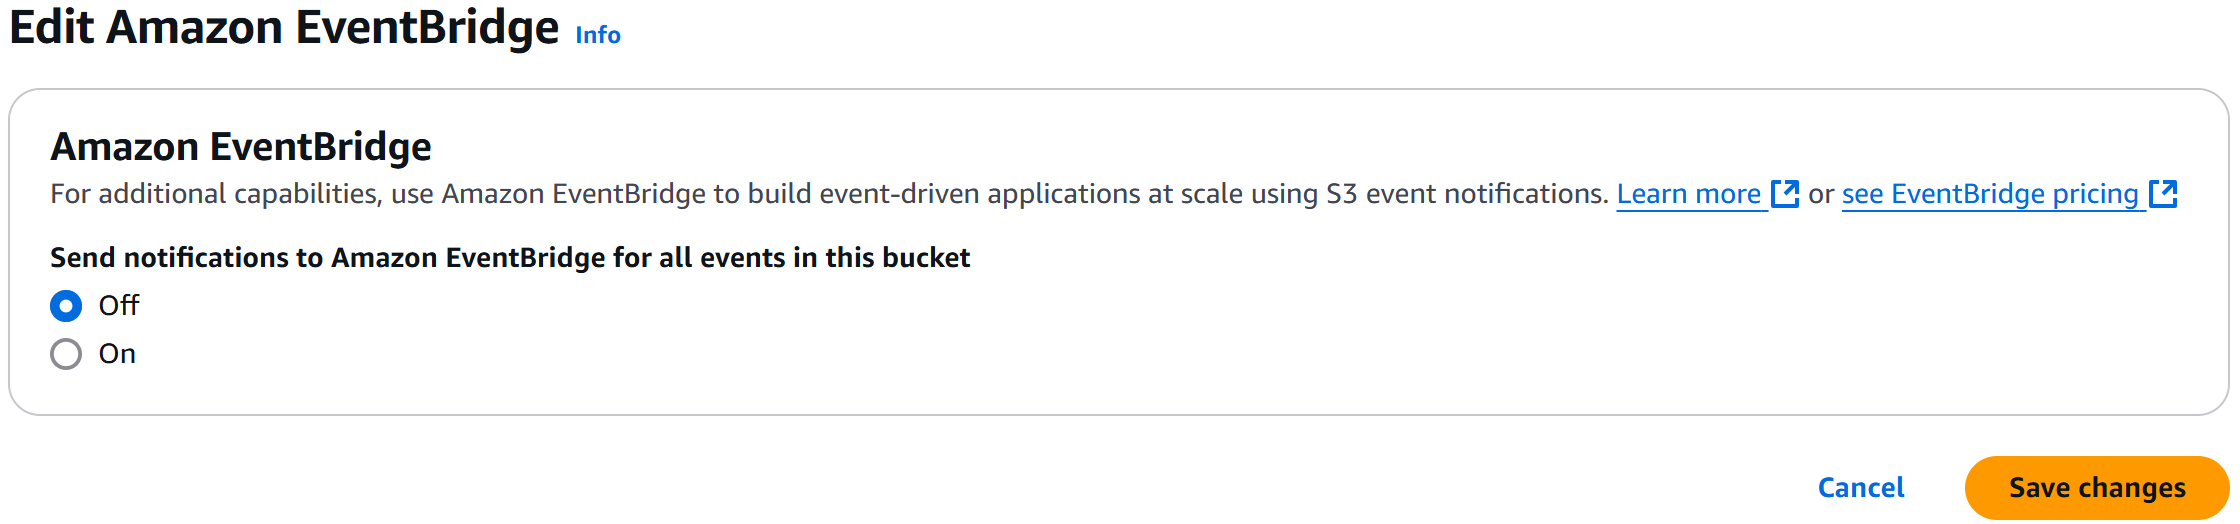 Edit Amazon EventBridge Info
Amazon EventBridge
For additional capabilities, use Amazon EventBridge to build event-driven applications at scale using S3 event notifications. Learn more or see EventBridge pricing
Send notifications to Amazon EventBridge for all events in this bucket
Off
On
Cancel Save changes